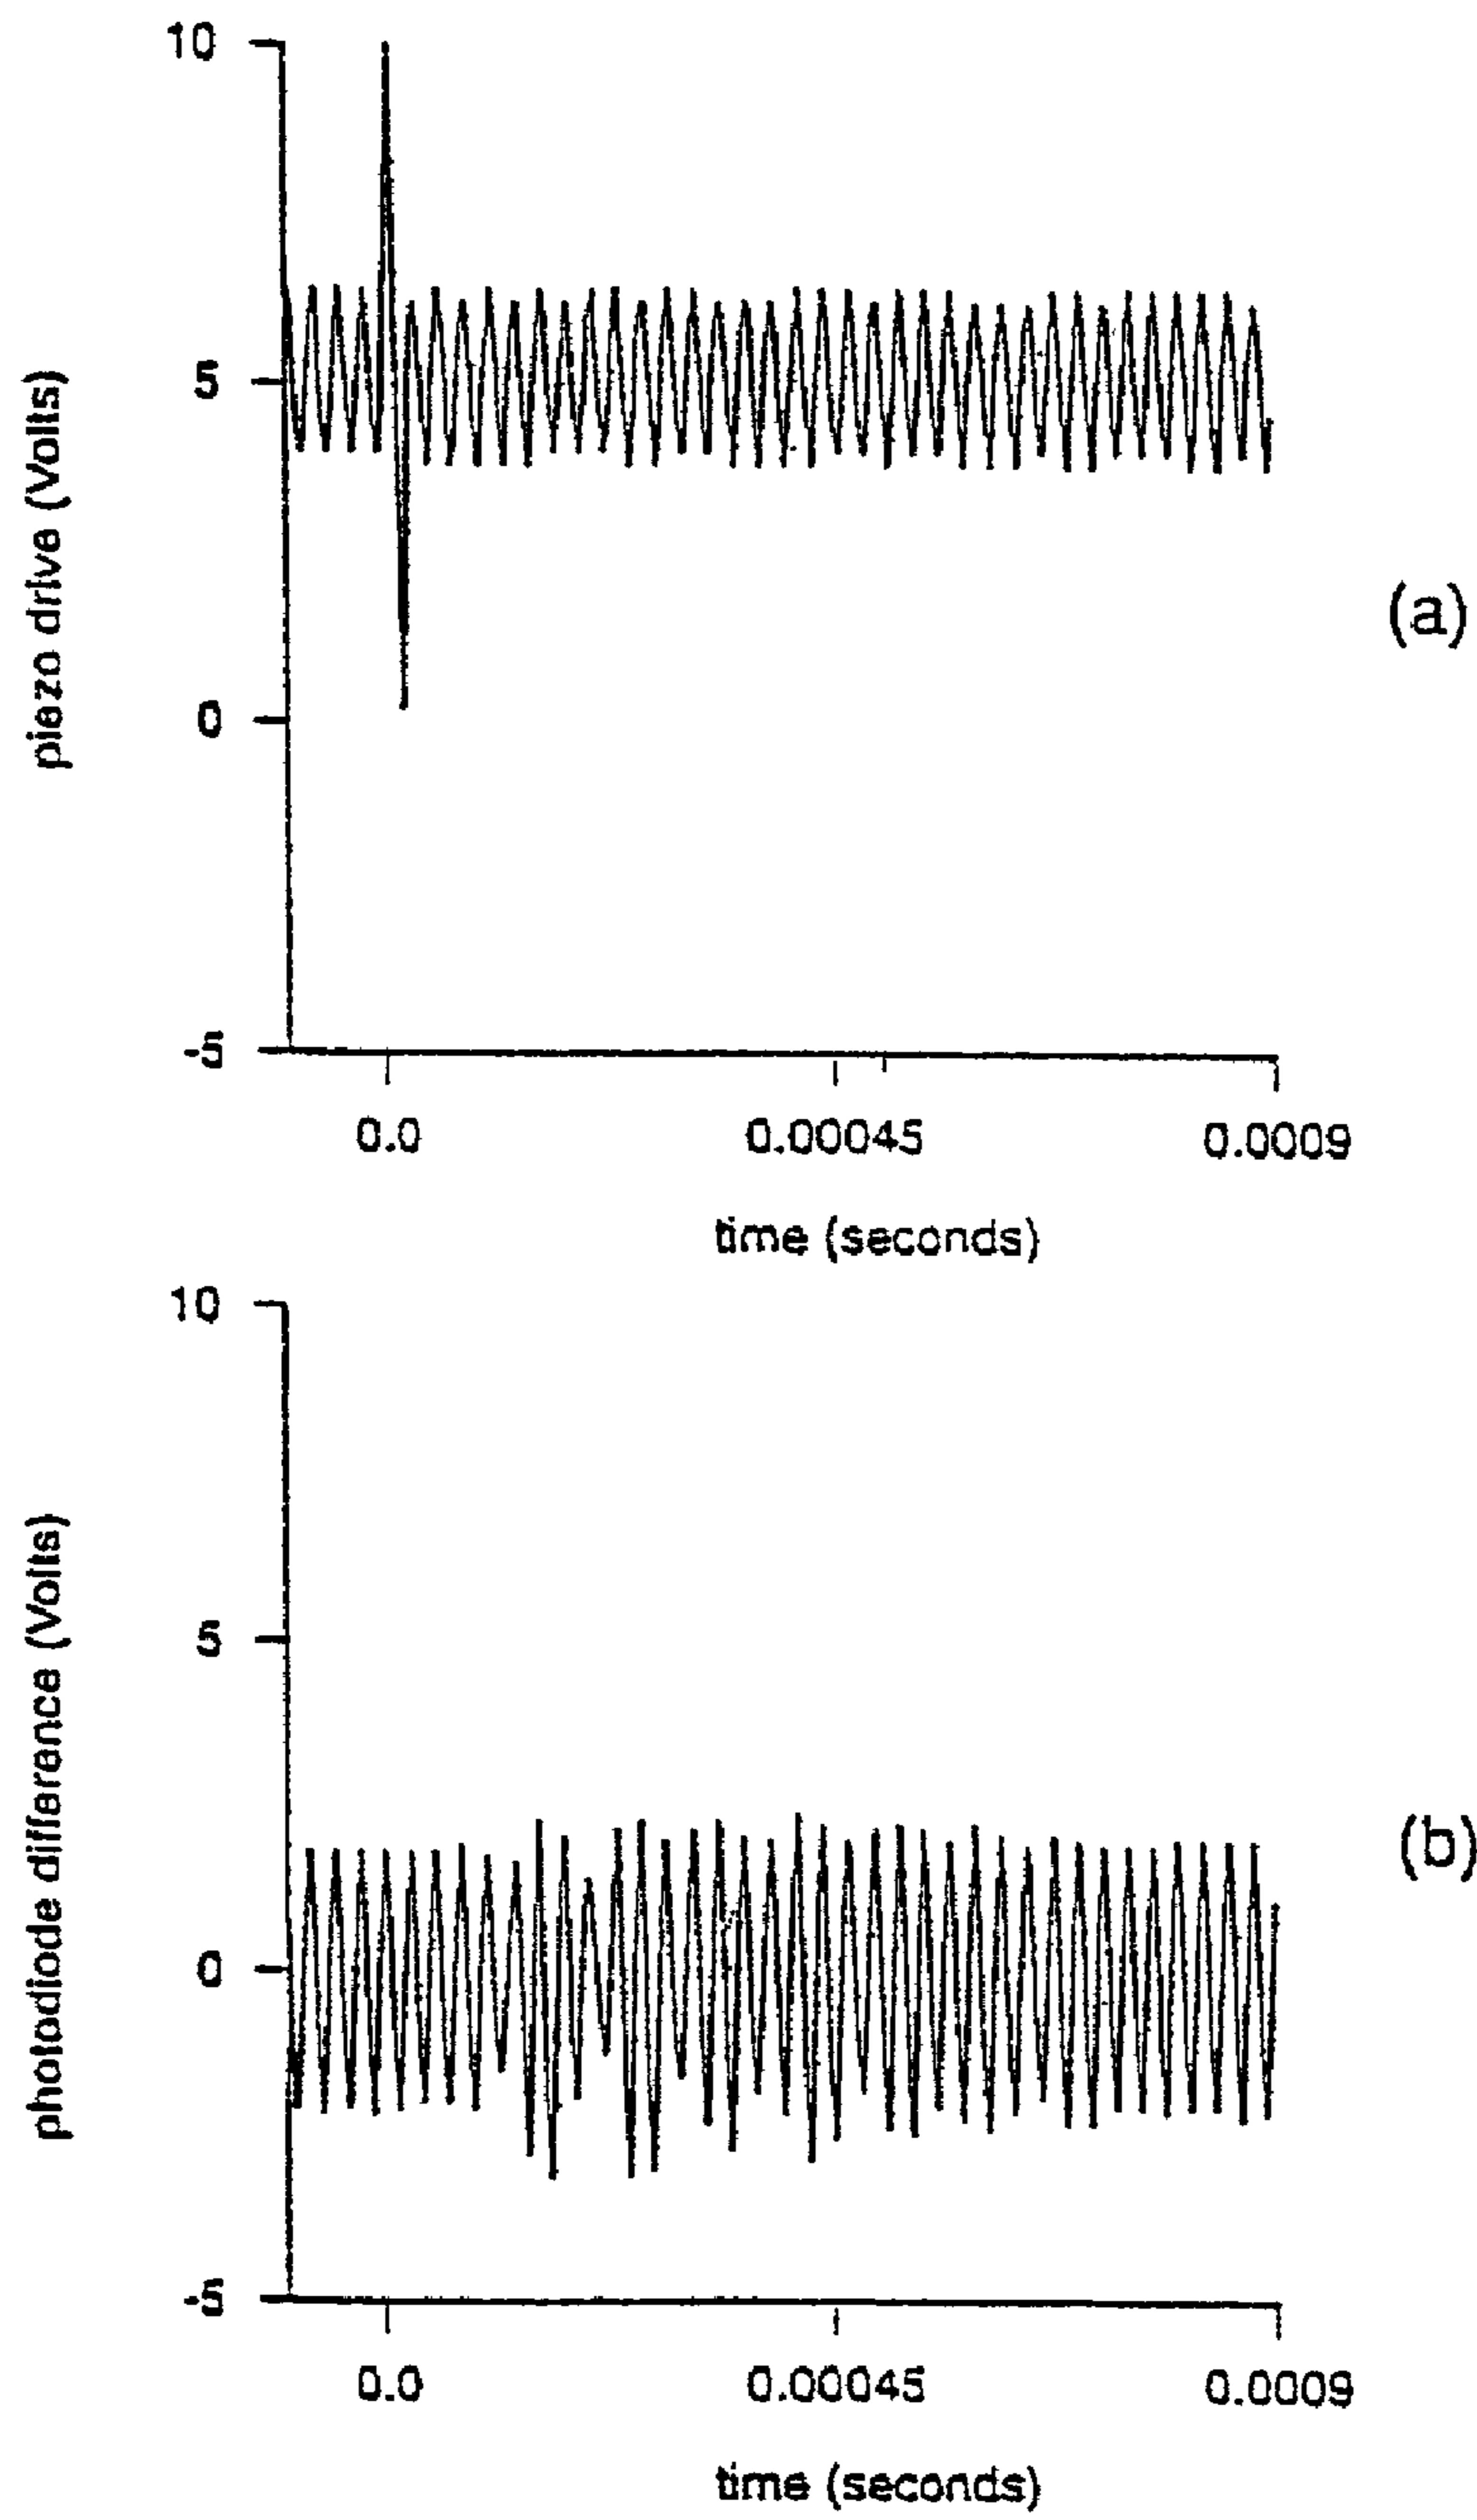 10
5
0
-5
piezo drive (Volts)
(a)
0.0 0.00045 0.0009
time (seconds)
10
5
0
-5
photodiode difference (Volts)
(b)
0.0 0.00045 0.0009
time (seconds)